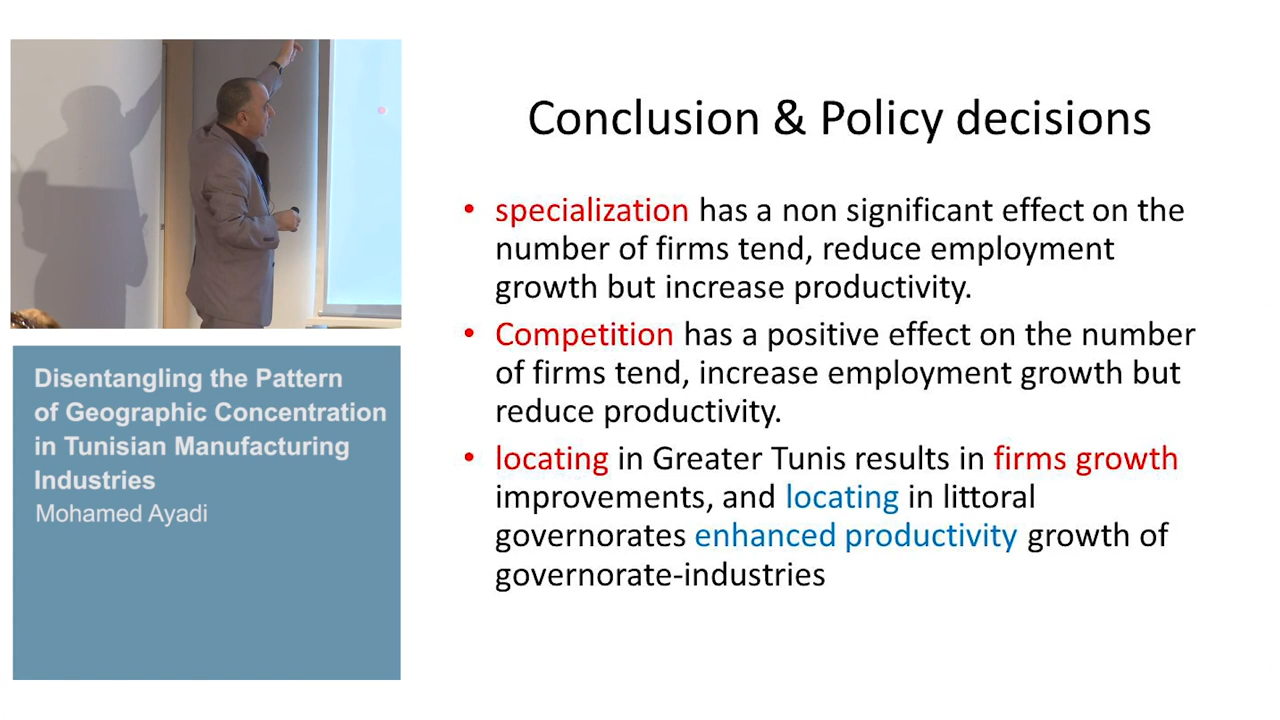 Disentangling the Pattern
of Geographic Concentration
in Tunisian Manufacturing
Industries
Mohamed Ayadi
Conclusion & Policy decisions
• specialization has a non significant effect on the
number of firms tend, reduce employment
growth but increase productivity.
• Competition has a positive effect on the number
of firms tend, increase employment growth but
reduce productivity.
• locating in Greater Tunis results in firms growth
improvements, and locating in littoral
governorates enhanced productivity growth of
governorate-industries